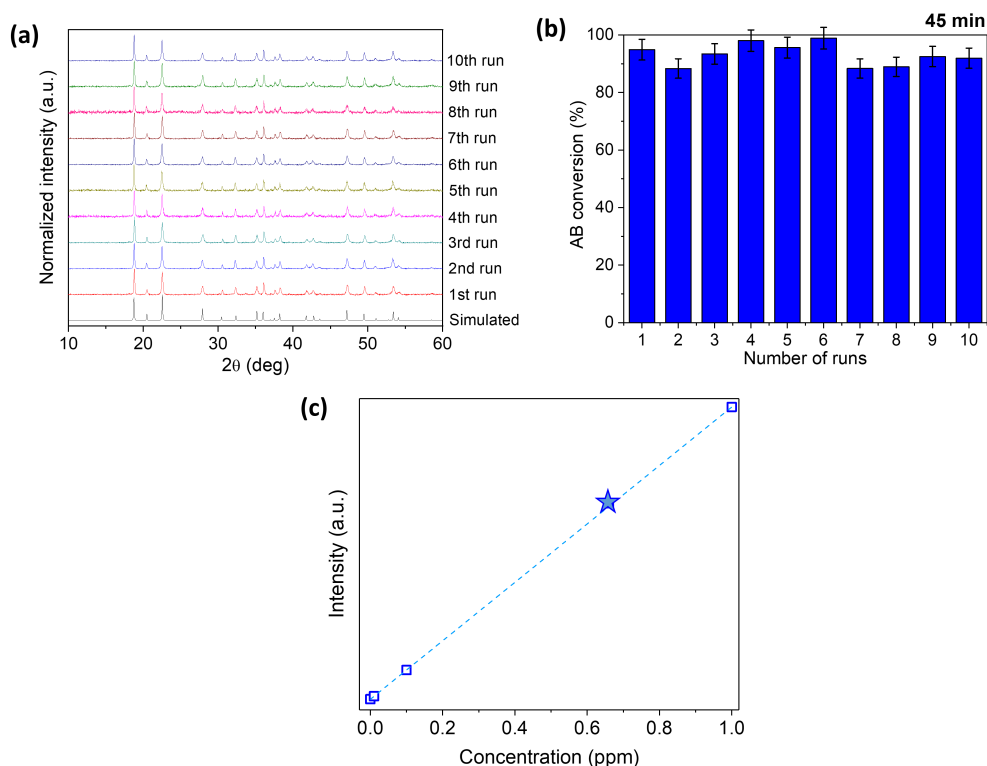 (a)
Normalized intensity (a.u.)
10th run
9th run
8th run
7th run
6th run
5th run
4th run
3rd run
2nd run
1st run
Simulated
10 20 30 40 50 60
2θ (deg)
(b)
45 min
AB conversion (%)
100
80
60
40
20
0
1 2 3 4 5 6 7 8 9 10
Number of runs
(c)
Intensity (a.u.)
0.0 0.2 0.4 0.6 0.8 1.0
Concentration (ppm)